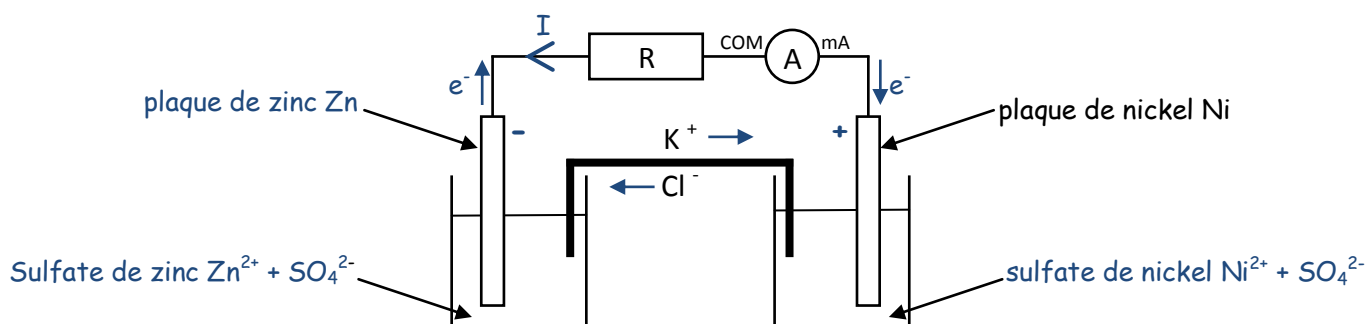 I
COM
mA
R
A
e⁻
e⁻
plaque de zinc Zn
plaque de nickel Ni
-
+
K ⁺
Cl ⁻
Sulfate de zinc Zn²⁺ + SO₄²⁻
sulfate de nickel Ni²⁺ + SO₄²⁻